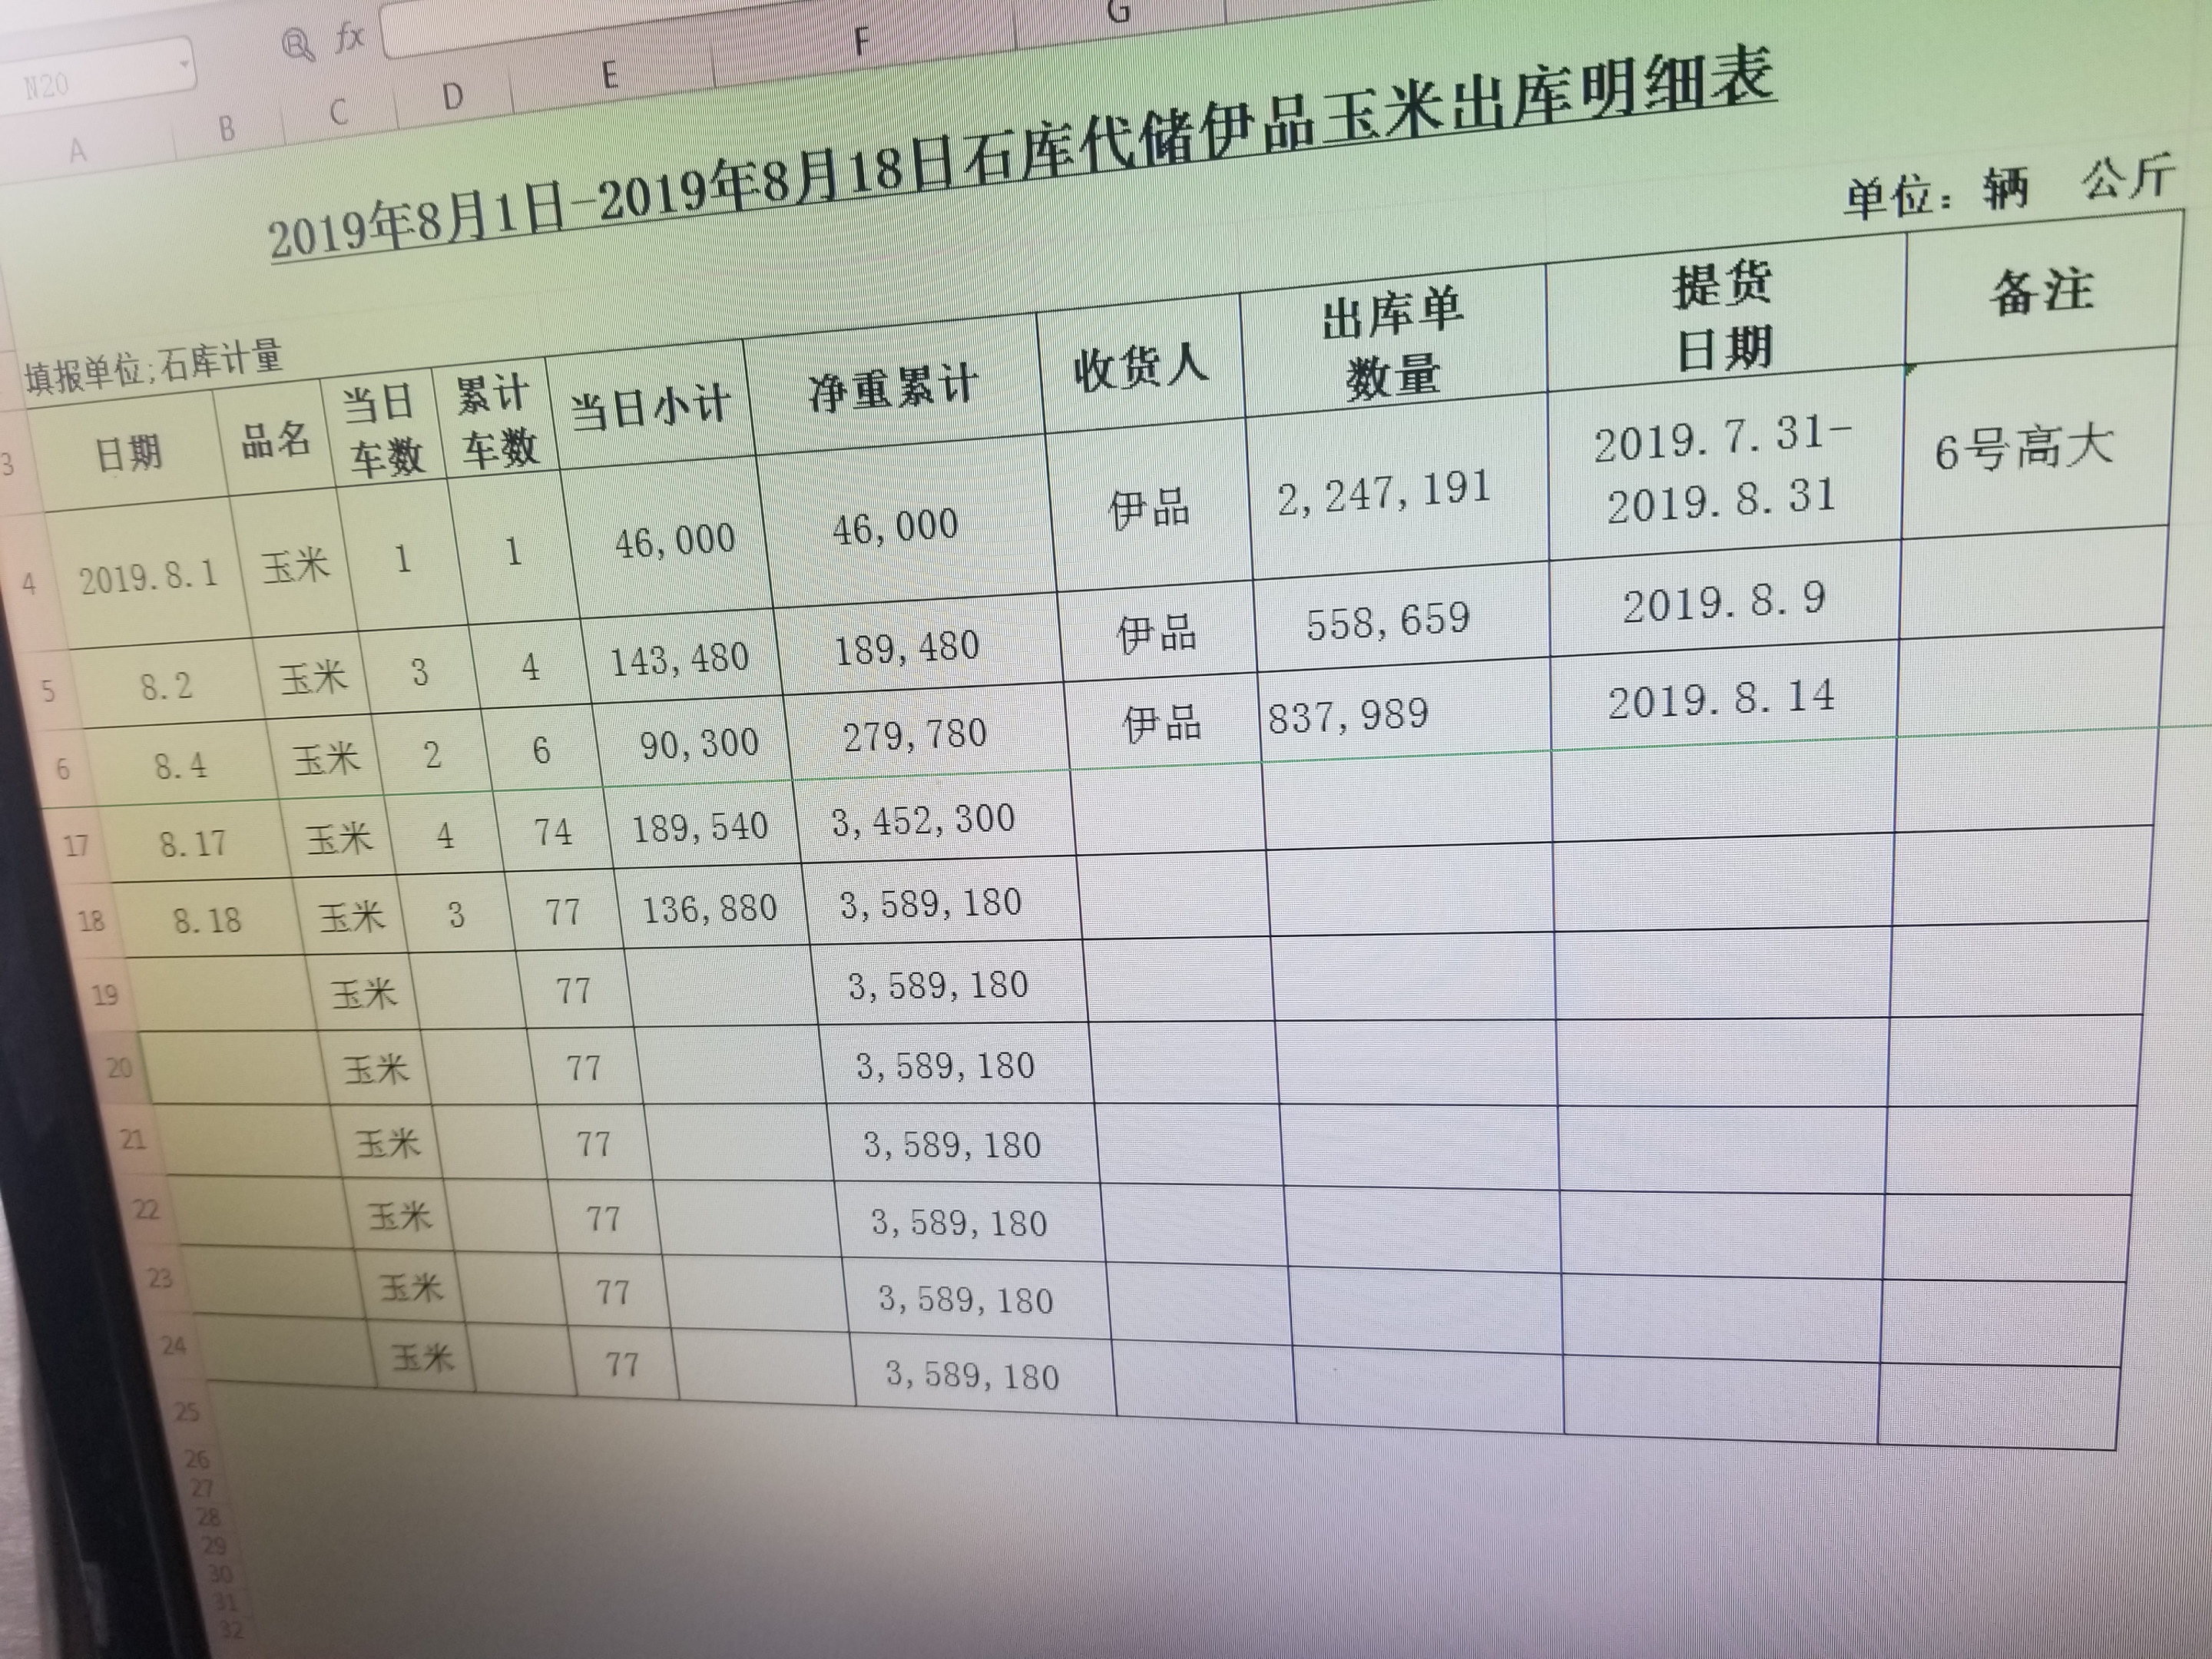 N20
fx
A B C D E F G
2019年8月1日-2019年8月18日石库代储伊品玉米出库明细表
单位：辆 公斤
填报单位;石库计量
3 日期 品名 当日车数 累计车数 当日小计 净重累计 收货人 出库单数量 提货日期 备注
4 2019.8.1 玉米 1 1 46,000 46,000 伊品 2,247,191 2019.7.31-2019.8.31 6号高大
5 8.2 玉米 3 4 143,480 189,480 伊品 558,659 2019.8.9
6 8.4 玉米 2 6 90,300 279,780 伊品 837,989 2019.8.14
17 8.17 玉米 4 74 189,540 3,452,300
18 8.18 玉米 3 77 136,880 3,589,180
19 玉米 77 3,589,180
20 玉米 77 3,589,180
21 玉米 77 3,589,180
22 玉米 77 3,589,180
23 玉米 77 3,589,180
24 玉米 77 3,589,180
25
26
27
28
29
30
31
32